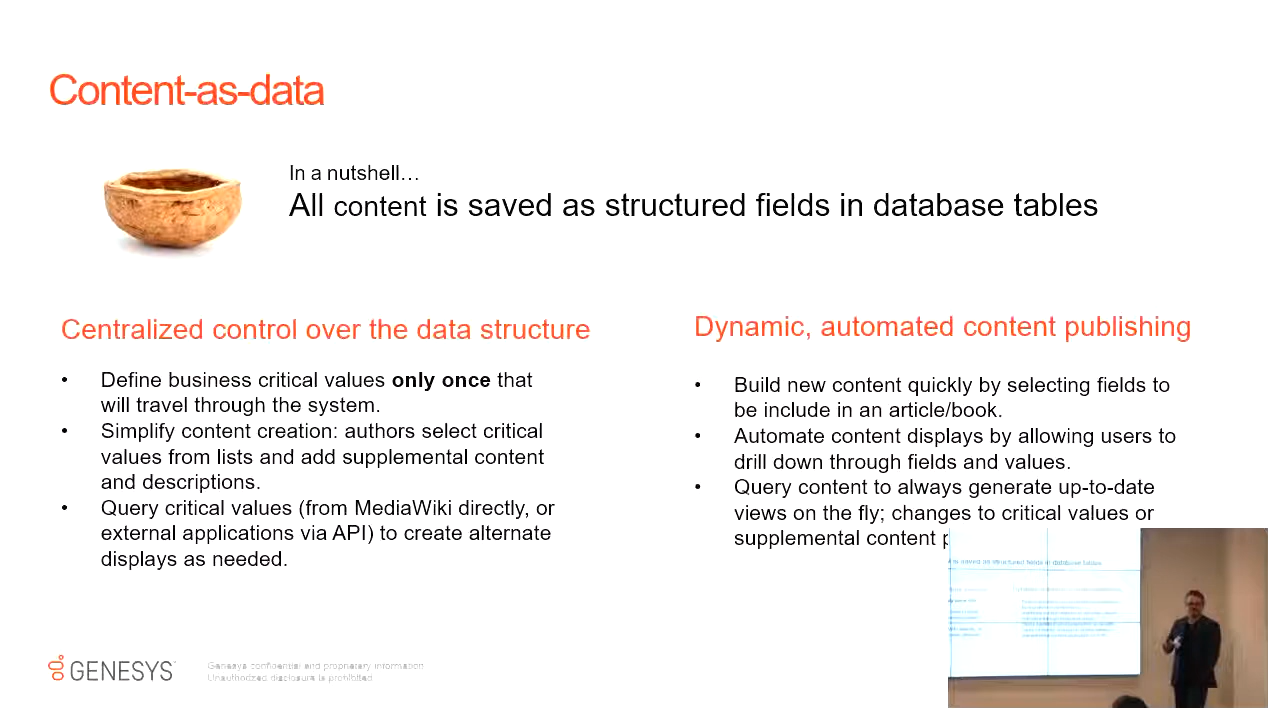 Content-as-data
In a nutshell…
All content is saved as structured fields in database tables
Centralized control over the data structure
• Define business critical values only once that
will travel through the system.
• Simplify content creation: authors select critical
values from lists and add supplemental content
and descriptions.
• Query critical values (from MediaWiki directly, or
external applications via API) to create alternate
displays as needed.
Dynamic, automated content publishing
• Build new content quickly by selecting fields to
be include in an article/book.
• Automate content displays by allowing users to
drill down through fields and values.
• Query content to always generate up-to-date
views on the fly; changes to critical values or
supplemental content
GENESYS
Genesys confidential and proprietary information
Unauthorized disclosure is prohibited